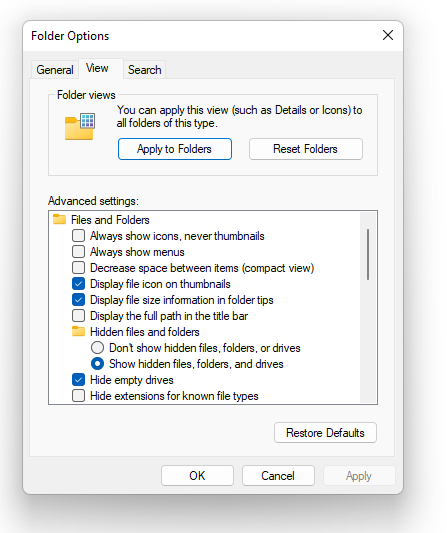 Folder Options
General
View
Search
Folder views
You can apply this view (such as Details or Icons) to
all folders of this type.
Apply to Folders
Reset Folders
Advanced settings:
Files and Folders
Always show icons, never thumbnails
Always show menus
Decrease space between items (compact view)
Display file icon on thumbnails
Display file size information in folder tips
Display the full path in the title bar
Hidden files and folders
Don't show hidden files, folders, or drives
Show hidden files, folders, and drives
Hide empty drives
Hide extensions for known file types
Restore Defaults
OK
Cancel
Apply